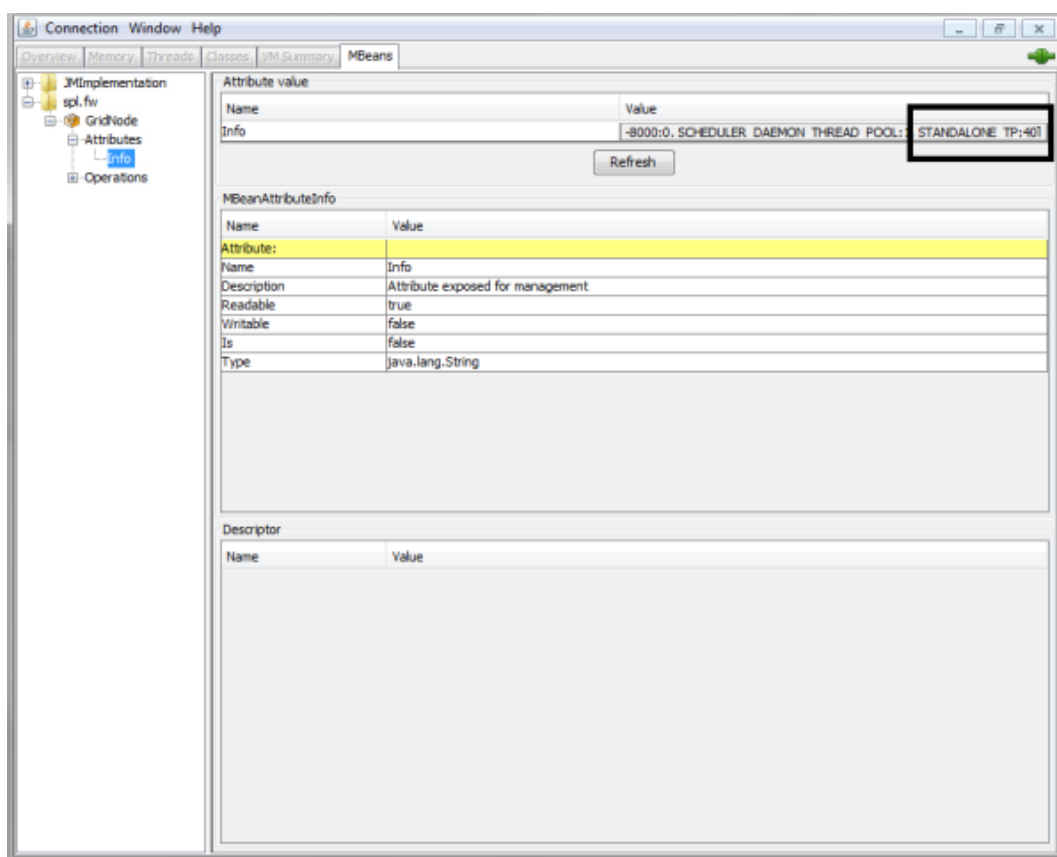 Connection Window Help
Overview Memory Threads Classes VM Summary MBeans
JMImplementation
spl.fw
GridNode
Attributes
Info
Operations
Attribute value
Name Value
Info -8000:0. SCHEDULER DAEMON THREAD POOL: STANDALONE TP:40]
Refresh
MBeanAttributeInfo
Name Value
Attribute:
Name Info
Description Attribute exposed for management
Readable true
Writable false
Is false
Type java.lang.String
Descriptor
Name Value